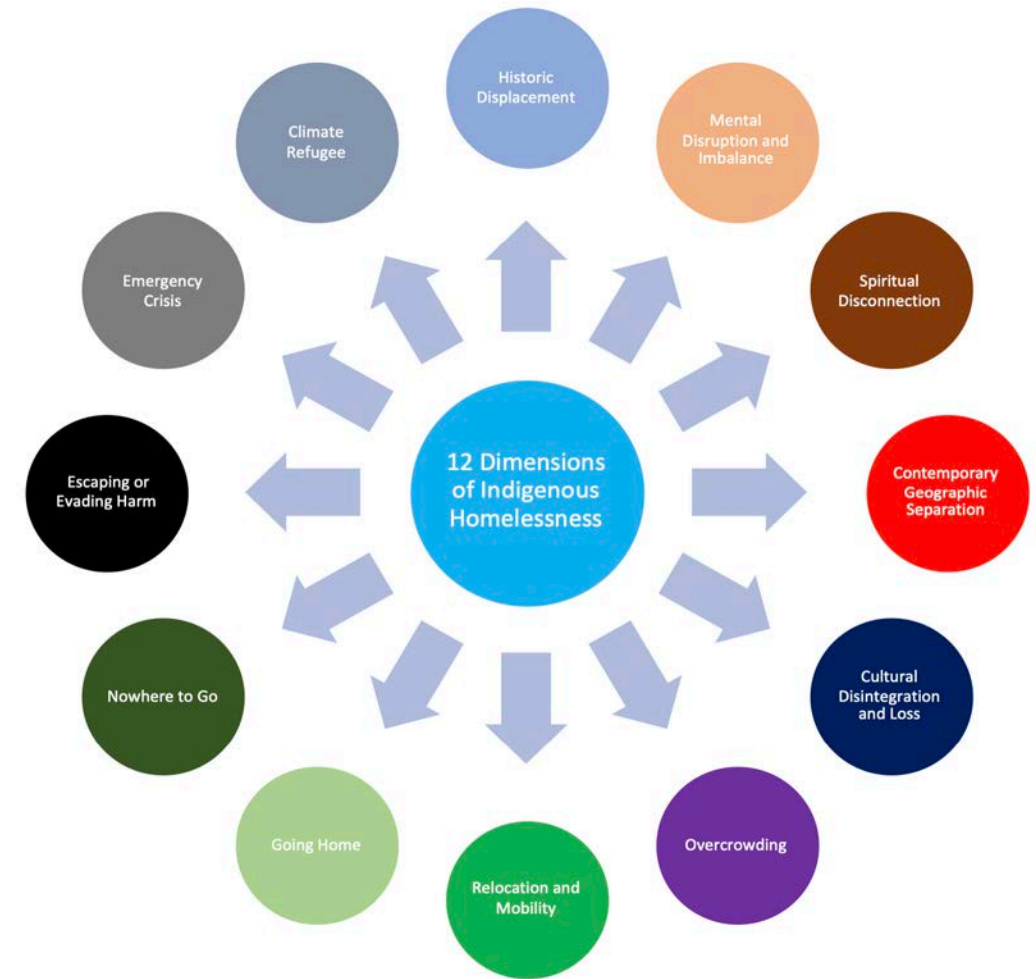 12 Dimensions
of Indigenous
Homelessness
Historic
Displacement
Mental
Disruption and
Imbalance
Spiritual
Disconnection
Contemporary
Geographic
Separation
Cultural
Disintegration
and Loss
Overcrowding
Relocation and
Mobility
Going Home
Nowhere to Go
Escaping or
Evading Harm
Emergency
Crisis
Climate
Refugee